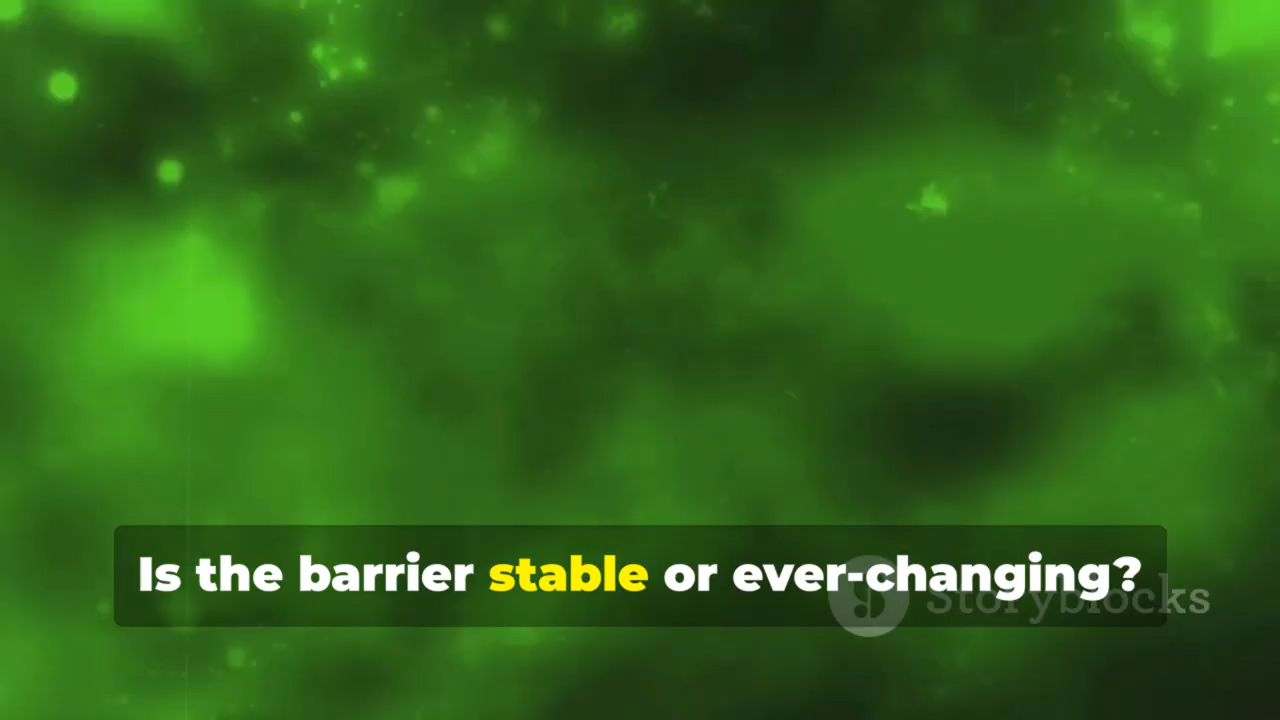 Is the barrier stable or ever-changing?
Storyblocks